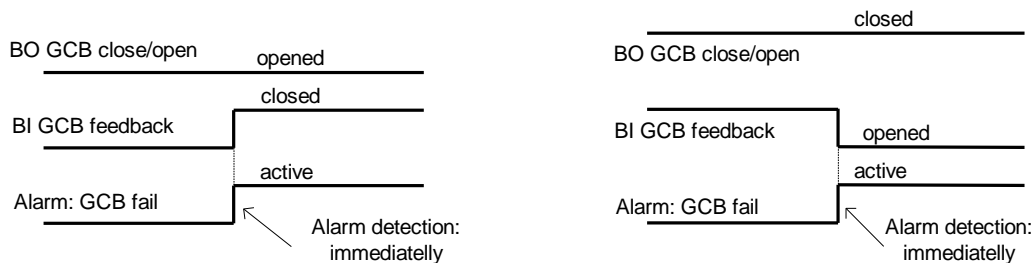 BO GCB close/open
opened
closed
BI GCB feedback
active
Alarm: GCB fail
Alarm detection:
immediatelly
closed
BO GCB close/open
BI GCB feedback
opened
active
Alarm: GCB fail
Alarm detection:
immediatelly